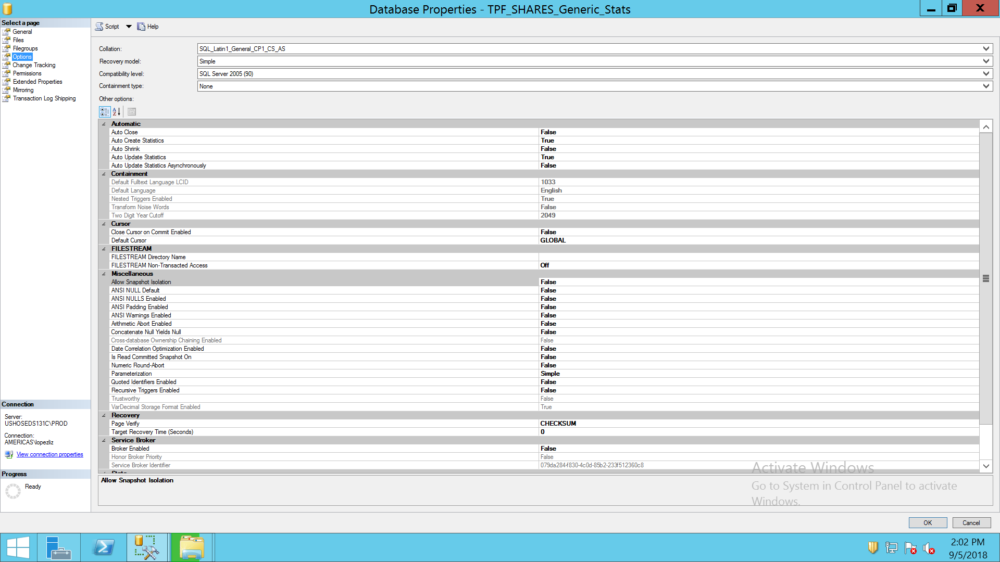 Database Properties - TPF_SHARES_Generic_Stats
Select a page
General
Files
Filegroups
Options
Change Tracking
Permissions
Extended Properties
Mirroring
Transaction Log Shipping
Script
Help
Collation: SQL_Latin1_General_CP1_CS_AS
Recovery model: Simple
Compatibility level: SQL Server 2005 (90)
Containment type: None
Other options:
Automatic
Auto Close False
Auto Create Statistics True
Auto Shrink False
Auto Update Statistics True
Auto Update Statistics Asynchronously False
Containment
Default Fulltext Language LCID 1033
Default Language English
Nested Triggers Enabled True
Transform Noise Words False
Two Digit Year Cutoff 2049
Cursor
Close Cursor on Commit Enabled False
Default Cursor GLOBAL
FILESTREAM
FILESTREAM Directory Name
FILESTREAM Non-Transacted Access Off
Miscellaneous
Allow Snapshot Isolation False
ANSI NULL Default False
ANSI NULLS Enabled False
ANSI Padding Enabled False
ANSI Warnings Enabled False
Arithmetic Abort Enabled False
Concatenate Null Yields Null False
Cross-database Ownership Chaining Enabled False
Date Correlation Optimization Enabled False
Is Read Committed Snapshot On False
Numeric Round-Abort False
Parameterization Simple
Quoted Identifiers Enabled False
Recursive Triggers Enabled False
Trustworthy False
VarDecimal Storage Format Enabled True
Recovery
Page Verify CHECKSUM
Target Recovery Time (Seconds) 0
Service Broker
Broker Enabled False
Honor Broker Priority False
Service Broker Identifier 079da284-f830-4c0d-85b2-233f512360c8
State
Allow Snapshot Isolation
Connection
Server:
USHOSEDS131C\PROD
Connection:
AMERICAS\lopezliz
View connection properties
Progress
Ready
Activate Windows
Go to System in Control Panel to activate
Windows.
OK
Cancel
2:02 PM
9/5/2018